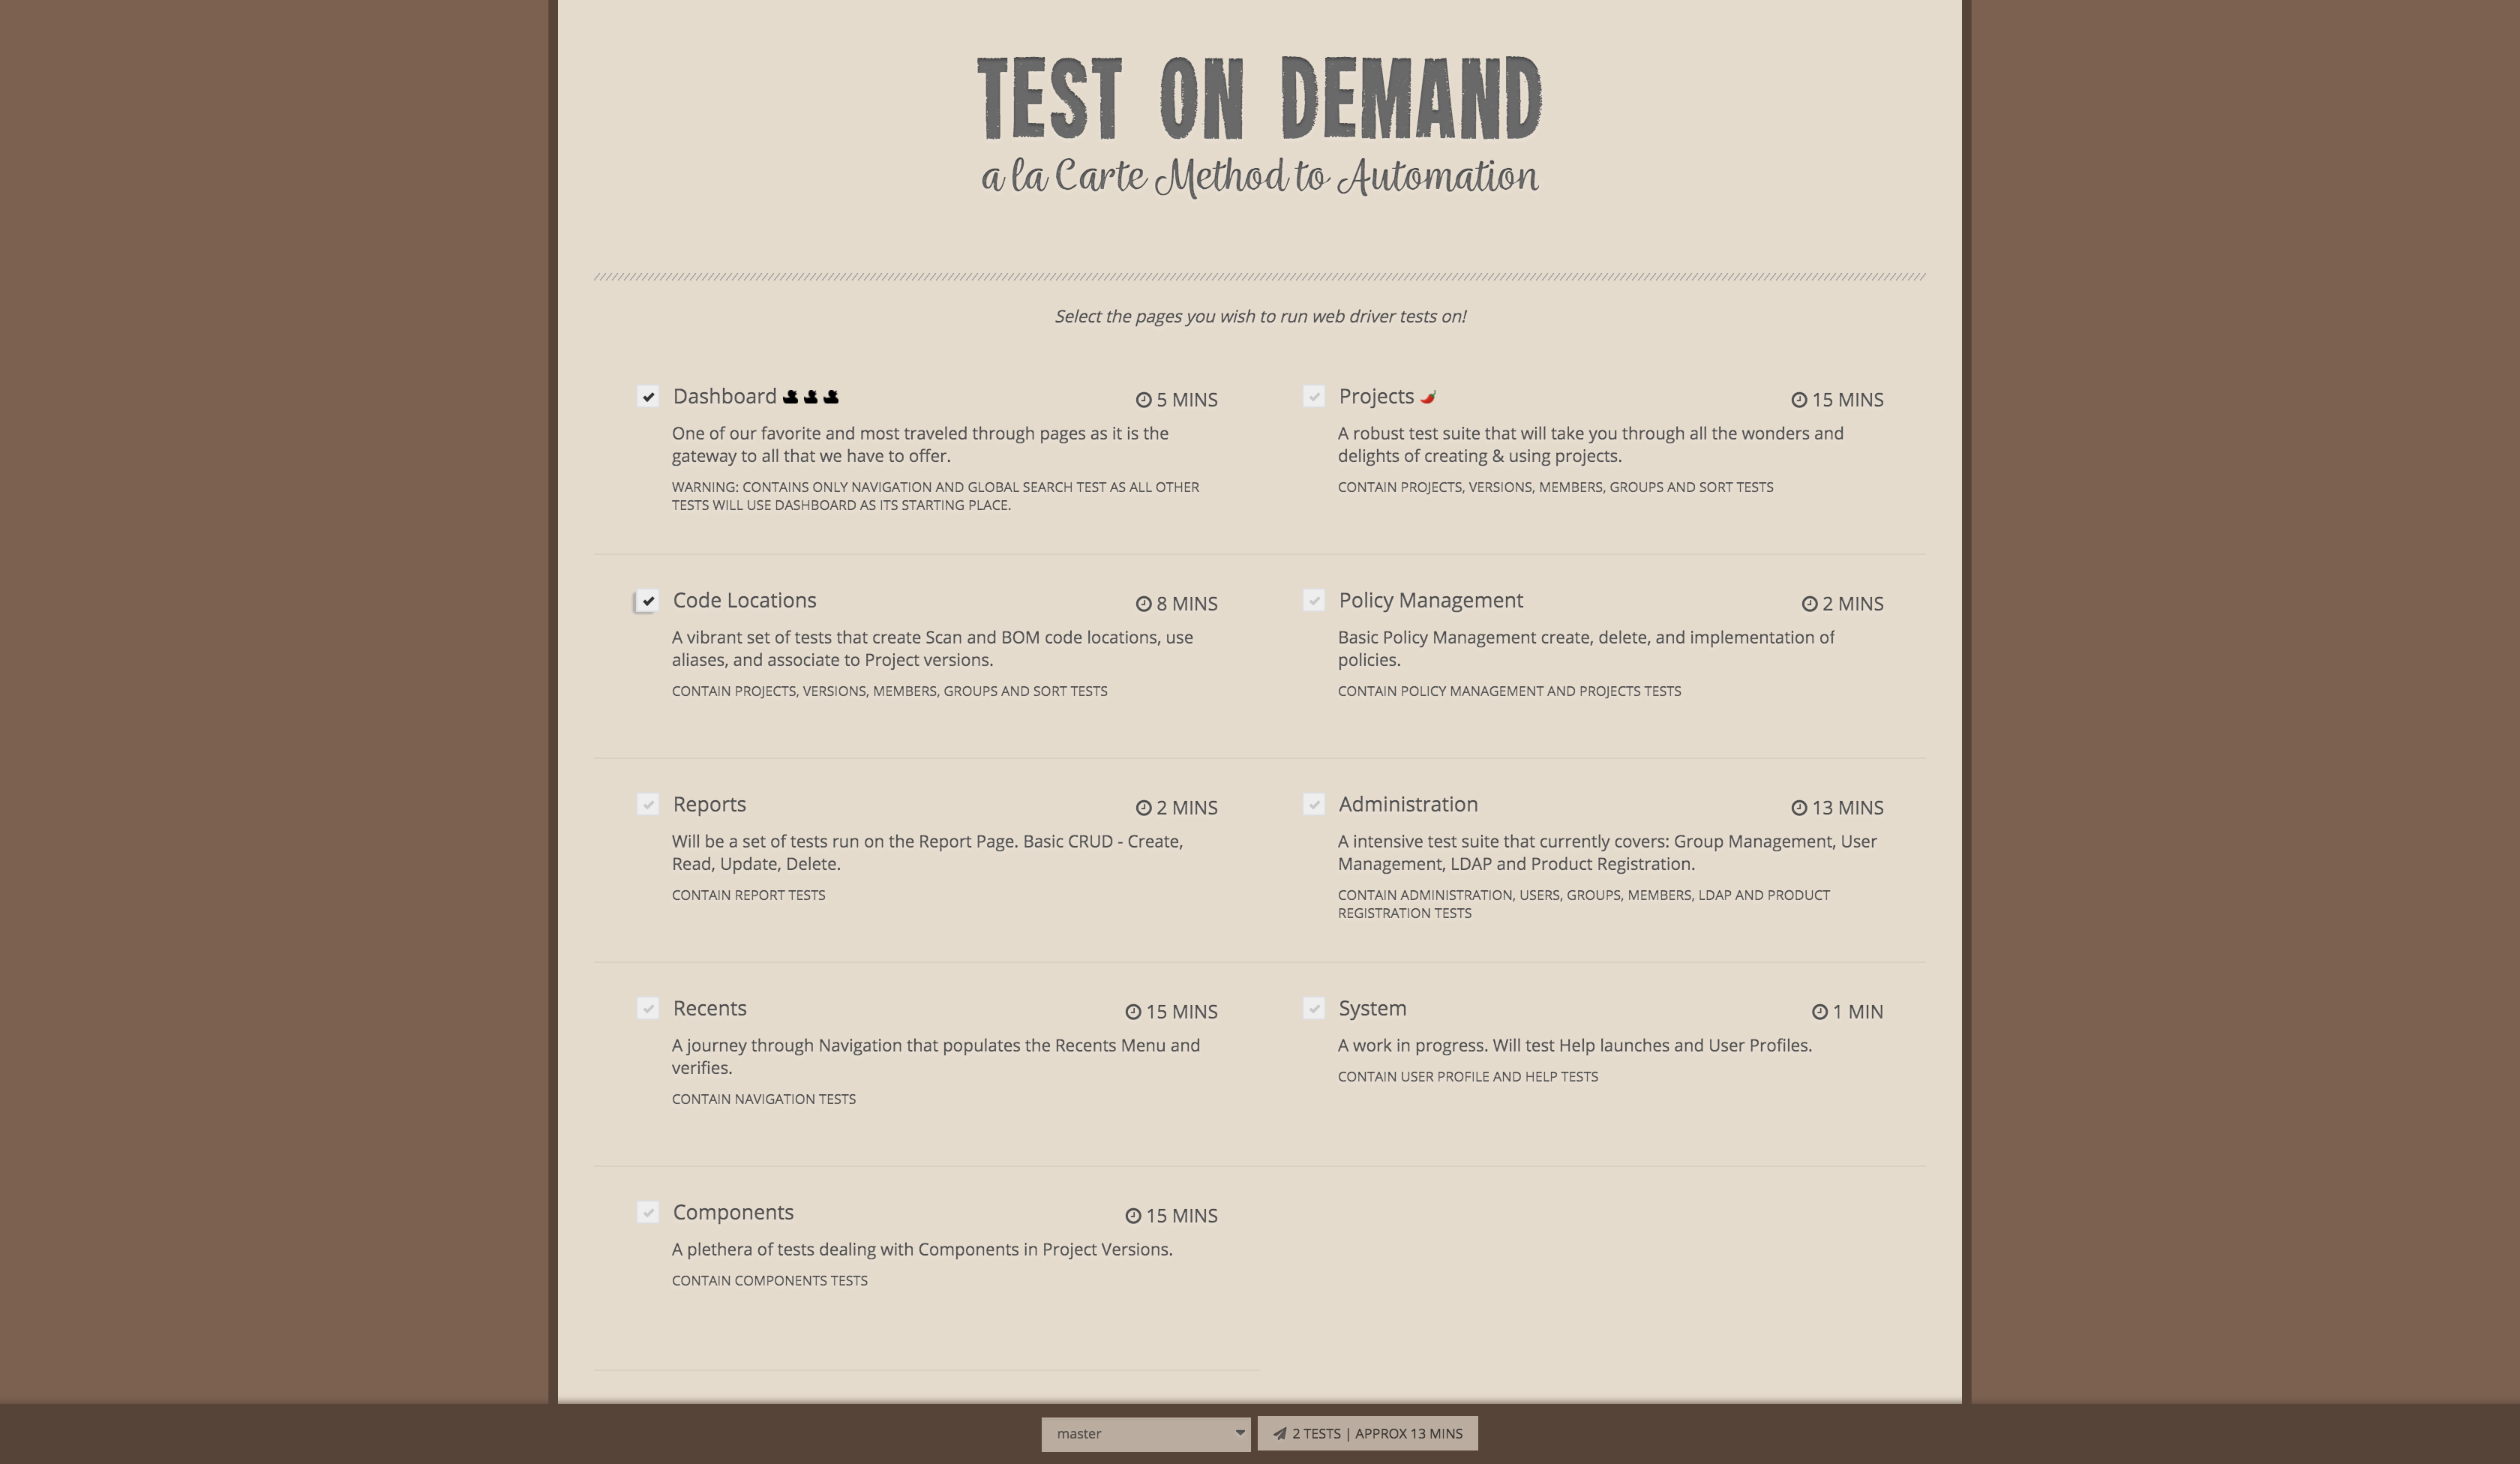 TEST ON DEMAND
a la Carte Method to Automation
Select the pages you wish to run web driver tests on!
Dashboard
5 MINS
One of our favorite and most traveled through pages as it is the
gateway to all that we have to offer.
WARNING: CONTAINS ONLY NAVIGATION AND GLOBAL SEARCH TEST AS ALL OTHER
TESTS WILL USE DASHBOARD AS ITS STARTING PLACE.
Projects
15 MINS
A robust test suite that will take you through all the wonders and
delights of creating & using projects.
CONTAIN PROJECTS, VERSIONS, MEMBERS, GROUPS AND SORT TESTS
Code Locations
8 MINS
A vibrant set of tests that create Scan and BOM code locations, use
aliases, and associate to Project versions.
CONTAIN PROJECTS, VERSIONS, MEMBERS, GROUPS AND SORT TESTS
Policy Management
2 MINS
Basic Policy Management create, delete, and implementation of
policies.
CONTAIN POLICY MANAGEMENT AND PROJECTS TESTS
Reports
2 MINS
Will be a set of tests run on the Report Page. Basic CRUD - Create,
Read, Update, Delete.
CONTAIN REPORT TESTS
Administration
13 MINS
A intensive test suite that currently covers: Group Management, User
Management, LDAP and Product Registration.
CONTAIN ADMINISTRATION, USERS, GROUPS, MEMBERS, LDAP AND PRODUCT
REGISTRATION TESTS
Recents
15 MINS
A journey through Navigation that populates the Recents Menu and
verifies.
CONTAIN NAVIGATION TESTS
System
1 MIN
A work in progress. Will test Help launches and User Profiles.
CONTAIN USER PROFILE AND HELP TESTS
Components
15 MINS
A plethera of tests dealing with Components in Project Versions.
CONTAIN COMPONENTS TESTS
master
2 TESTS | APPROX 13 MINS